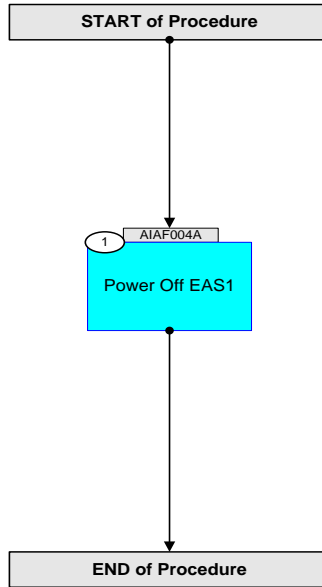 START of Procedure
AIAF004A
1
Power Off EAS1
END of Procedure